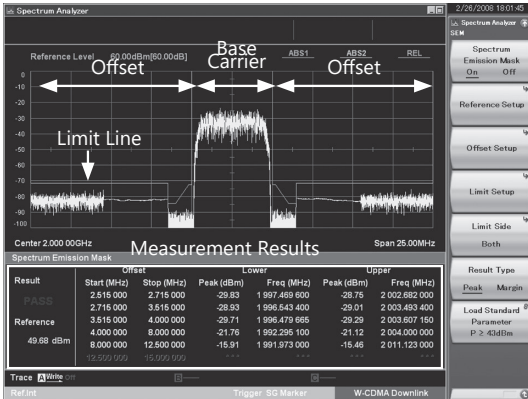 Spectrum Analyzer
2/26/2008 18:01:45
Spectrum Analyzer
SEM
Reference Level 60.00dBm[60.00dB]
ABS1 ABS2 REL
Offset
Base
Carrier
Offset
Limit Line
0
-10
-20
-30
-40
-50
-60
-70
-80
-90
-100
Center 2.000 00GHz
Span 25.00MHz
Measurement Results
Spectrum Emission Mask
Offset Lower Upper
Result Start (MHz) Stop (MHz) Peak (dBm) Freq (MHz) Peak (dBm) Freq (MHz)
PASS
Reference
49.68 dBm
2.515 000 2.715 000 -29.83 1 997.469 600 -28.75 2 002.682 000
2.715 000 3.515 000 -28.93 1 996.543 400 -29.01 2 003.493 400
3.515 000 4.000 000 -29.71 1 996.479 665 -29.29 2 003.607 150
4.000 000 8.000 000 -21.76 1 992.295 100 -21.12 2 004.000 000
8.000 000 12.500 000 -15.91 1 991.973 000 -15.46 2 011.123 000
12.500 000 15.000 000 *** *** *** ***
Trace A Write Off
Ref.Int
Trigger SG Marker
W-CDMA Downlink
Spectrum
Emission Mask
On Off
Reference Setup
Offset Setup
Limit Setup
Limit Side
Both
Result Type
Peak Margin
Load Standard
Parameter
P ≥ 43dBm